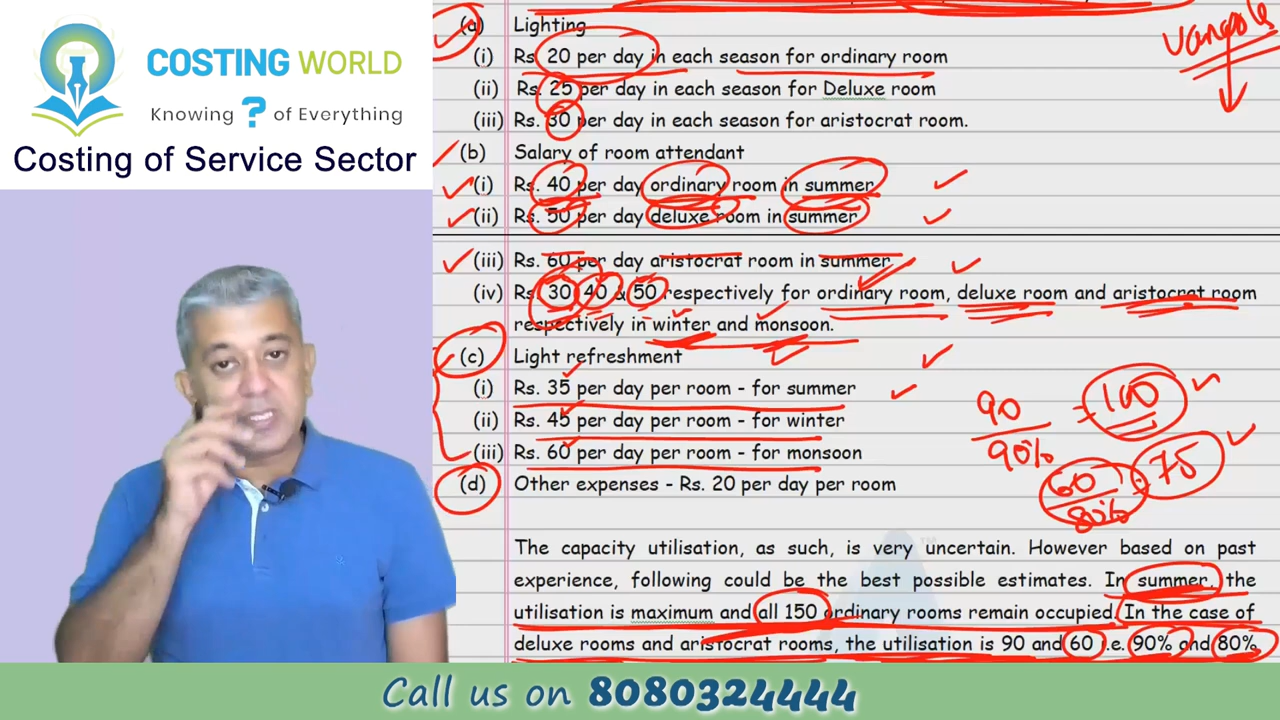 COSTING WORLD
Knowing ? of Everything
Costing of Service Sector
(a) Lighting
(i) Rs. 20 per day in each season for ordinary room
(ii) Rs. 25 per day in each season for Deluxe room
(iii) Rs. 30 per day in each season for aristocrat room.
(b) Salary of room attendant
(i) Rs. 40 per day ordinary room in summer
(ii) Rs. 50 per day deluxe room in summer
(iii) Rs. 60 per day aristocrat room in summer
(iv) Rs. 30 40 & 50 respectively for ordinary room, deluxe room and aristocrat room
respectively in winter and monsoon.
(c) Light refreshment
(i) Rs. 35 per day per room - for summer
(ii) Rs. 45 per day per room - for winter
(iii) Rs. 60 per day per room - for monsoon
(d) Other expenses - Rs. 20 per day per room
90
90%
= 100
60
80%
= 75
The capacity utilisation, as such, is very uncertain. However based on past
experience, following could be the best possible estimates. In summer, the
utilisation is maximum and all 150 ordinary rooms remain occupied. In the case of
deluxe rooms and aristocrat rooms, the utilisation is 90 and 60 i.e. 90% and 80%
TM
Call us on 8080324444